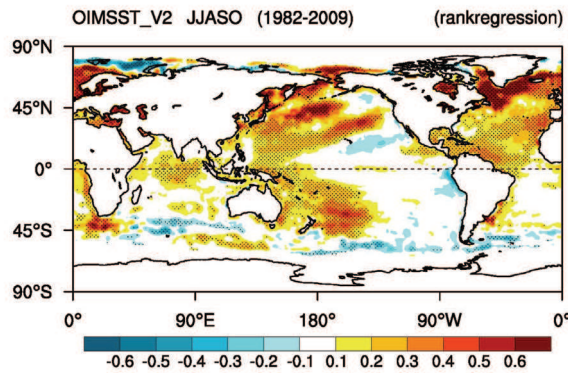 OIMSST_V2 JJASO (1982-2009) (rankregression)
90°N
45°N
0°
45°S
90°S
0° 90°E 180° 90°W 0°
-0.6 -0.5 -0.4 -0.3 -0.2 -0.1 0.1 0.2 0.3 0.4 0.5 0.6